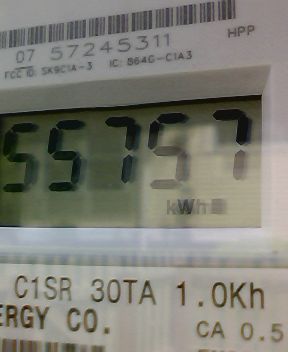 HPP
07 57245311
FCC ID: SK9C1A-3 IC: 864G-C1A3
55757
kWh
C1SR 30TA 1.0Kh
ERGY CO.
CA 0.5